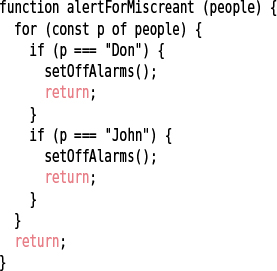 function alertForMiscreant (people) {
  for (const p of people) {
    if (p === "Don") {
      setOffAlarms();
      return;
    }
    if (p === "John") {
      setOffAlarms();
      return;
    }
  }
  return;
}